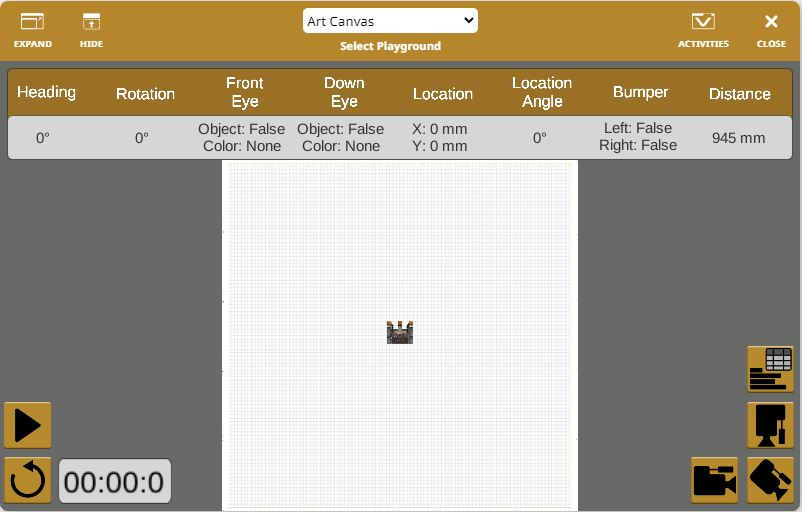 Art Canvas
EXPAND
HIDE
Select Playground
ACTIVITIES
CLOSE
Heading
Rotation
Front
Eye
Down
Eye
Location
Location
Angle
Bumper
Distance
0°
0°
Object: False
Color: None
Object: False
Color: None
X: 0 mm
Y: 0 mm
0°
Left: False
Right: False
945 mm
00:00:0